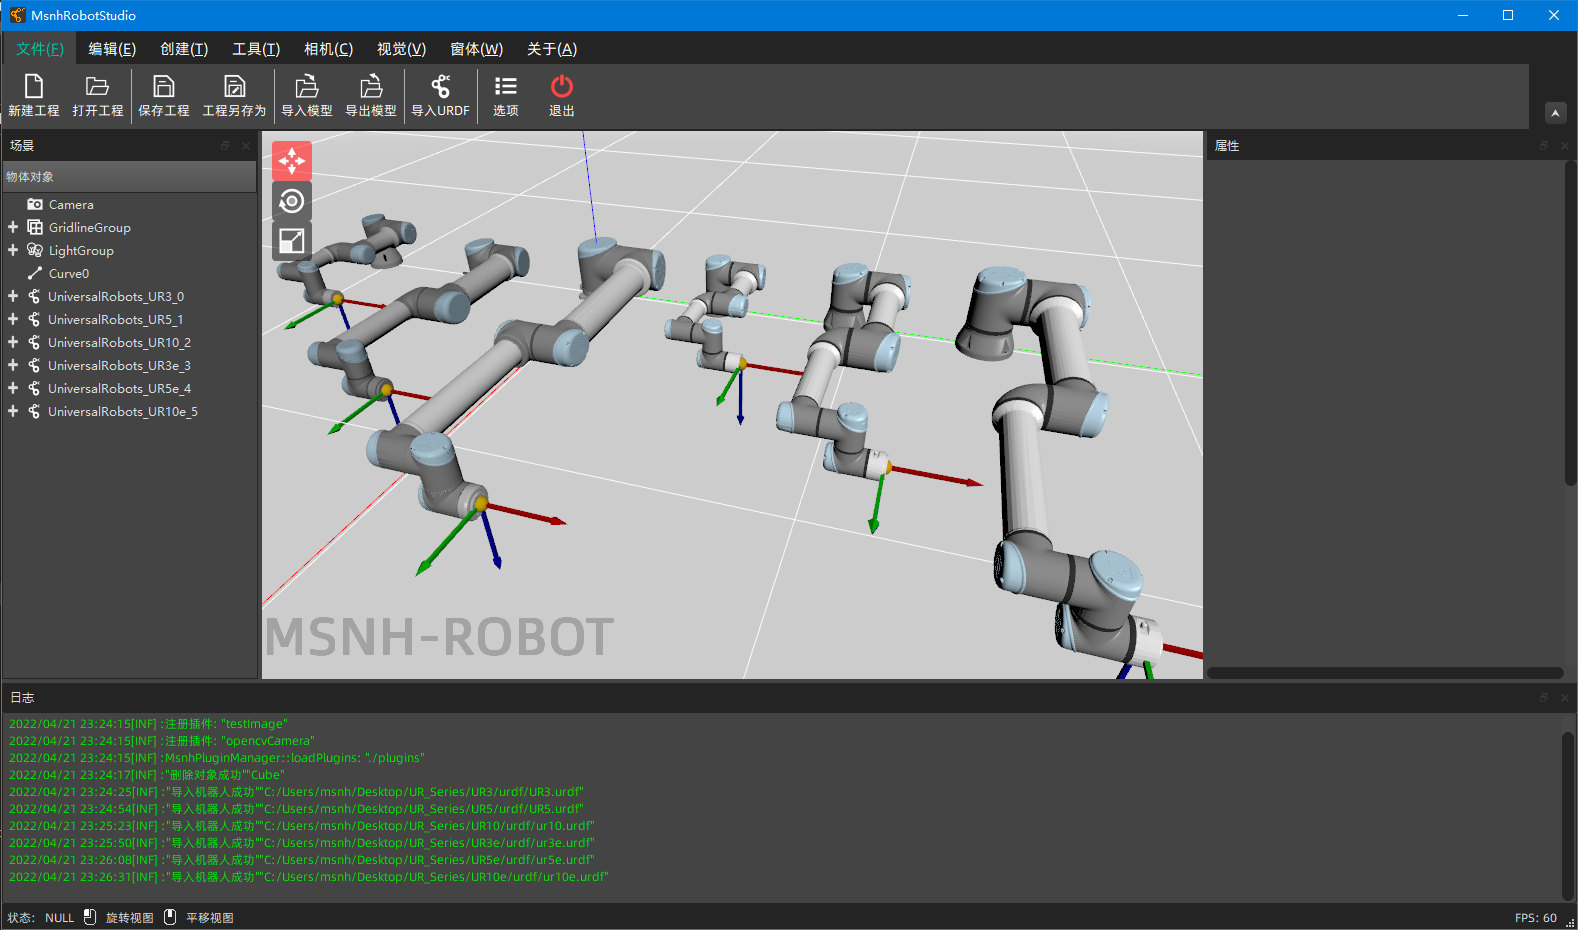 MsnhRobotStudio
文件(F) 编辑(E) 创建(T) 工具(T) 相机(C) 视觉(V) 窗体(W) 关于(A)
新建工程 打开工程 保存工程 工程另存为 导入模型 导出模型 导入URDF 选项 退出
场景
物体对象
Camera
GridlineGroup
LightGroup
Curve0
UniversalRobots_UR3_0
UniversalRobots_UR5_1
UniversalRobots_UR10_2
UniversalRobots_UR3e_3
UniversalRobots_UR5e_4
UniversalRobots_UR10e_5
MSNH-ROBOT
属性
日志
2022/04/21 23:24:15[INF] :注册插件: "testImage"
2022/04/21 23:24:15[INF] :注册插件: "opencvCamera"
2022/04/21 23:24:15[INF] :MsnhPluginManager::loadPlugins: "./plugins"
2022/04/21 23:24:17[INF] :"删除对象成功""Cube"
2022/04/21 23:24:25[INF] :"导入机器人成功""C:/Users/msnh/Desktop/UR_Series/UR3/urdf/UR3.urdf"
2022/04/21 23:24:54[INF] :"导入机器人成功""C:/Users/msnh/Desktop/UR_Series/UR5/urdf/UR5.urdf"
2022/04/21 23:25:23[INF] :"导入机器人成功""C:/Users/msnh/Desktop/UR_Series/UR10/urdf/ur10.urdf"
2022/04/21 23:25:50[INF] :"导入机器人成功""C:/Users/msnh/Desktop/UR_Series/UR3e/urdf/ur3e.urdf"
2022/04/21 23:26:08[INF] :"导入机器人成功""C:/Users/msnh/Desktop/UR_Series/UR5e/urdf/ur5e.urdf"
2022/04/21 23:26:31[INF] :"导入机器人成功""C:/Users/msnh/Desktop/UR_Series/UR10e/urdf/ur10e.urdf"
状态: NULL 旋转视图 平移视图 FPS: 60